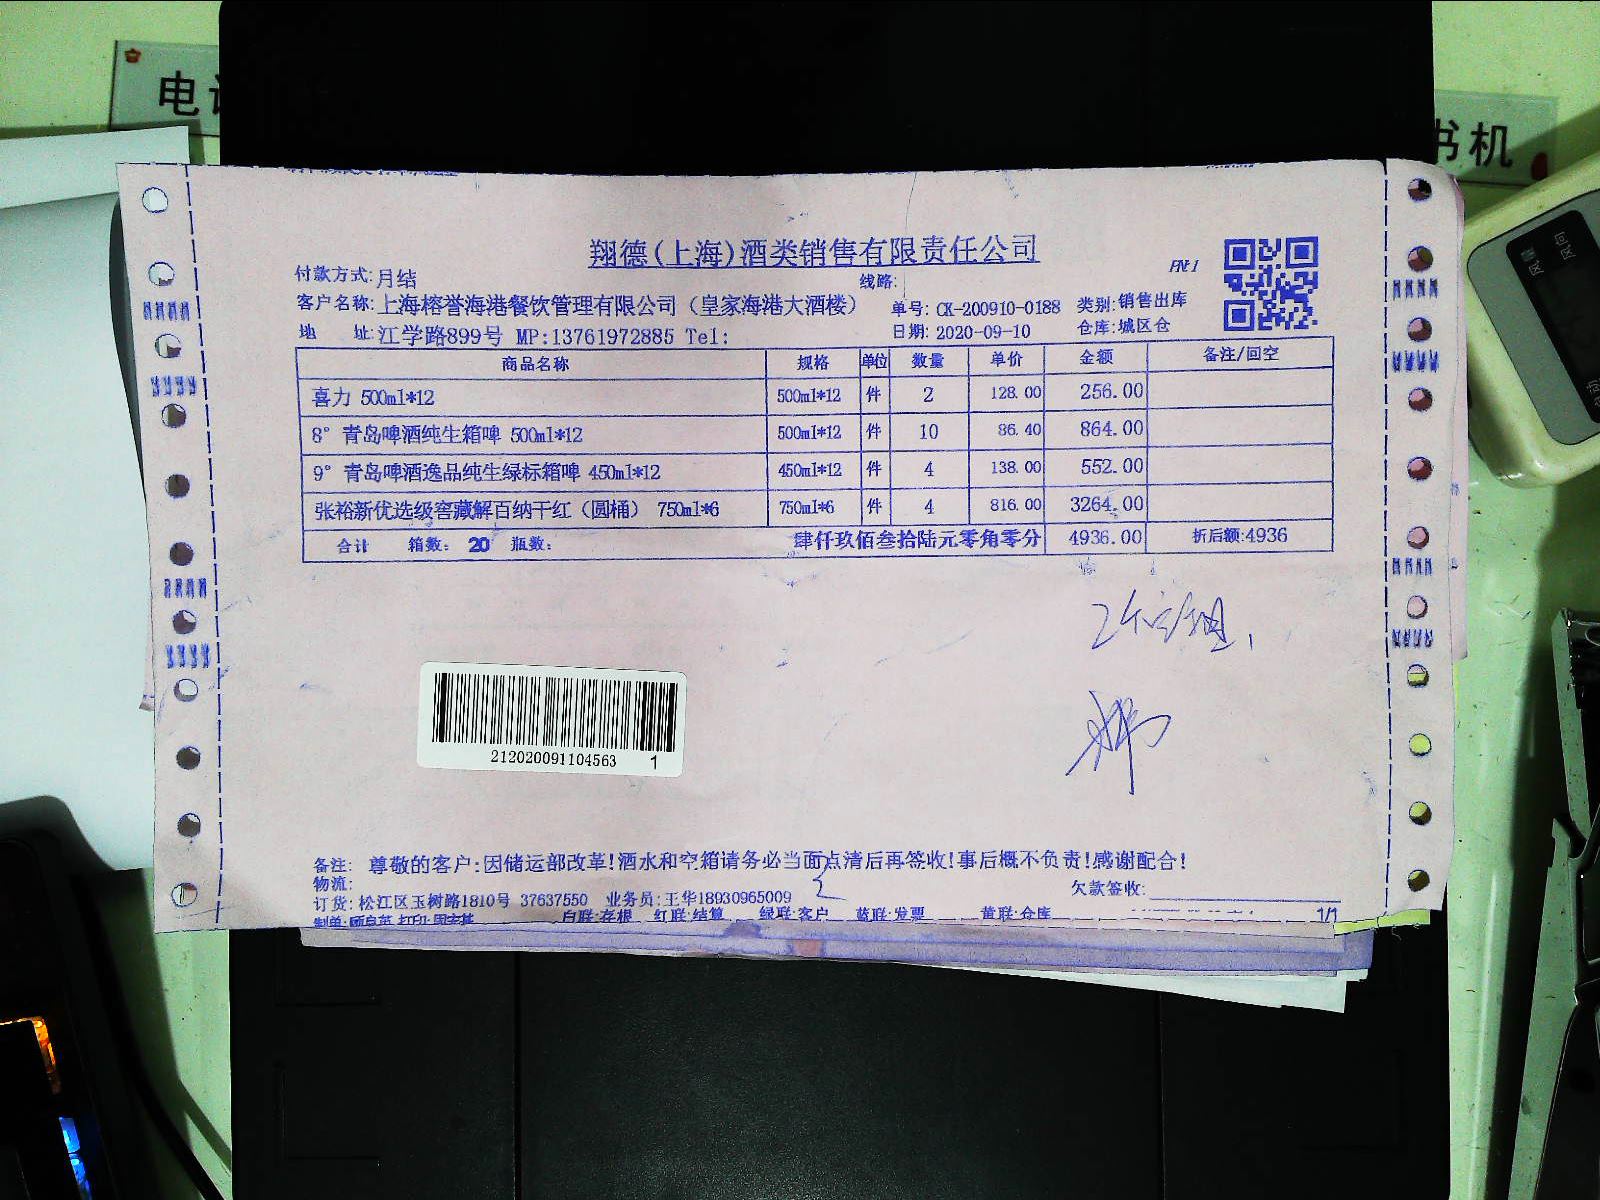 电
书机
翔德(上海)酒类销售有限责任公司
付款方式:月结
线路:
客户名称:上海榕誉海港餐饮管理有限公司（皇家海港大酒楼）
单号: CK-200910-0188 类别:销售出库
地 址:江学路899号 MP:13761972885 Tel:
日期: 2020-09-10 仓库:城区仓
商品名称 规格 单位 数量 单价 金额 备注/回空
喜力 500ml*12 500ml*12 件 2 128.00 256.00
8° 青岛啤酒纯生箱啤 500ml*12 500ml*12 件 10 86.40 864.00
9° 青岛啤酒逸品纯生绿标箱啤 450ml*12 450ml*12 件 4 138.00 552.00
张裕新优选级窖藏解百纳干红（圆桶） 750ml*6 750ml*6 件 4 816.00 3264.00
合计 箱数: 20 瓶数: 肆仟玖佰叁拾陆元零角零分 4936.00 折后额:4936
212020091104563 1
备注: 尊敬的客户:因储运部改革!酒水和空箱请务必当面点清后再签收!事后概不负责!感谢配合!
物流:
欠款签收:
订货:松江区玉树路1810号 37637550 业务员:王华18930965009
白联:存根 红联:结算 绿联:客户 蓝联:发票 黄联:仓库 1/1